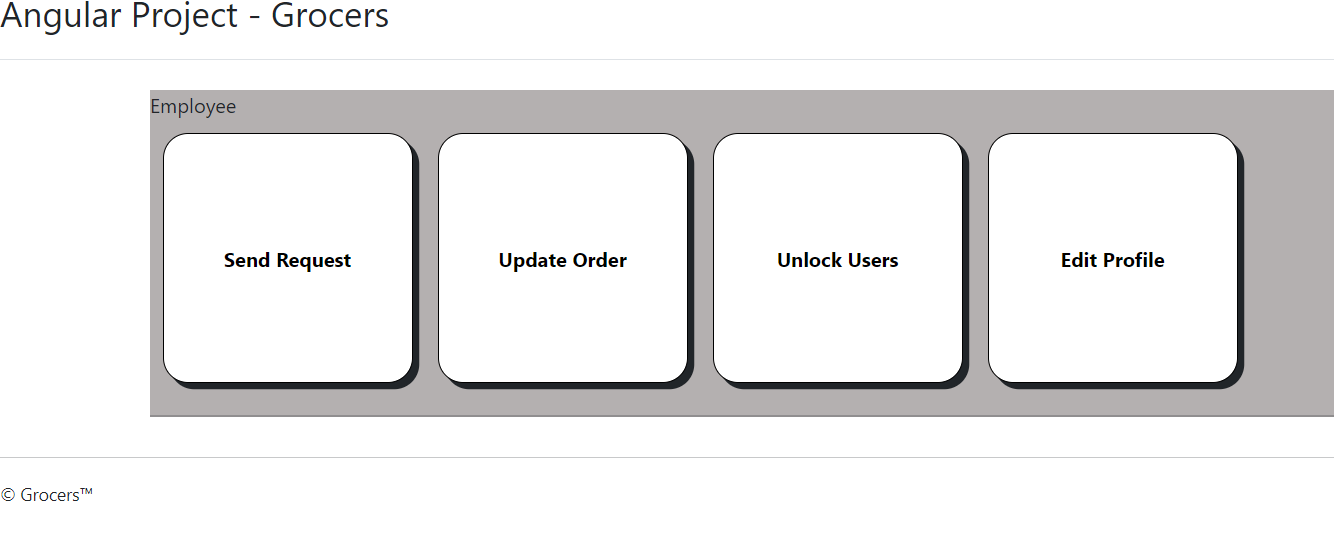 Angular Project - Grocers
Employee
Send Request
Update Order
Unlock Users
Edit Profile
© Grocers™